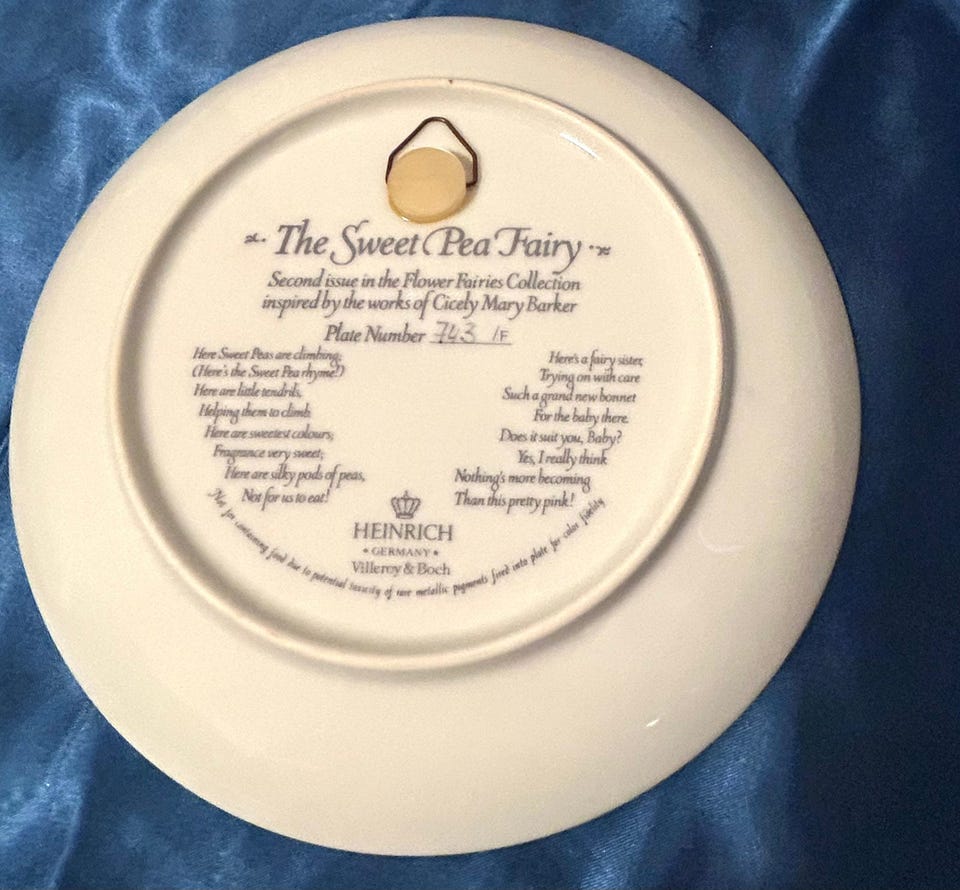 The Sweet Pea Fairy
Second issue in the Flower Fairies Collection
inspired by the works of Cicely Mary Barker
Plate Number 743 1F
Here Sweet Peas are climbing;
(Here's the Sweet Pea rhyme!)
Here are little tendrils,
Helping them to climb.
Here are sweetest colours;
Fragrance very sweet;
Here are silky pods of peas,
Not for us to eat!
Here's a fairy sister,
Trying on with care
Such a grand new bonnet
For the baby there.
Does it suit you, Baby?
Yes, I really think
Nothing's more becoming
Than this pretty pink!
HEINRICH
• GERMANY •
Villeroy & Boch
Not for containing food due to potential toxicity of rare metallic pigments fired into plate for color fidelity